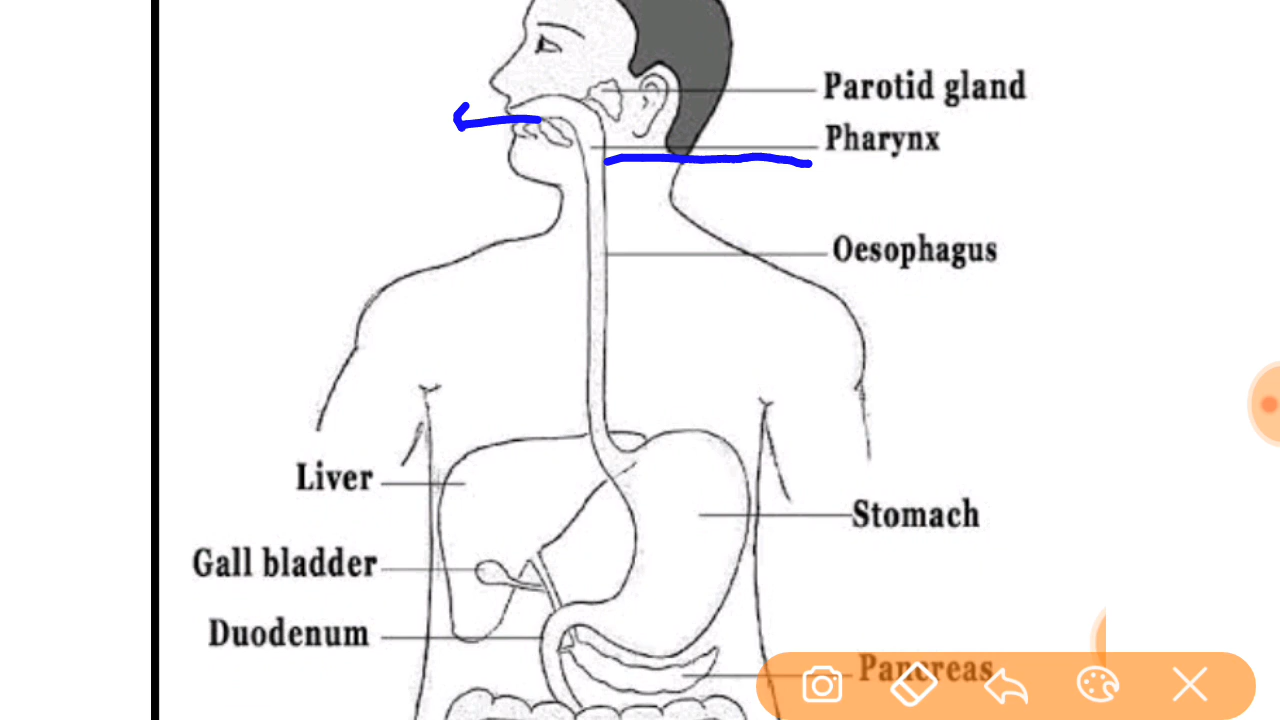 Parotid gland
Pharynx
Oesophagus
Liver
Stomach
Gall bladder
Duodenum
Pancreas